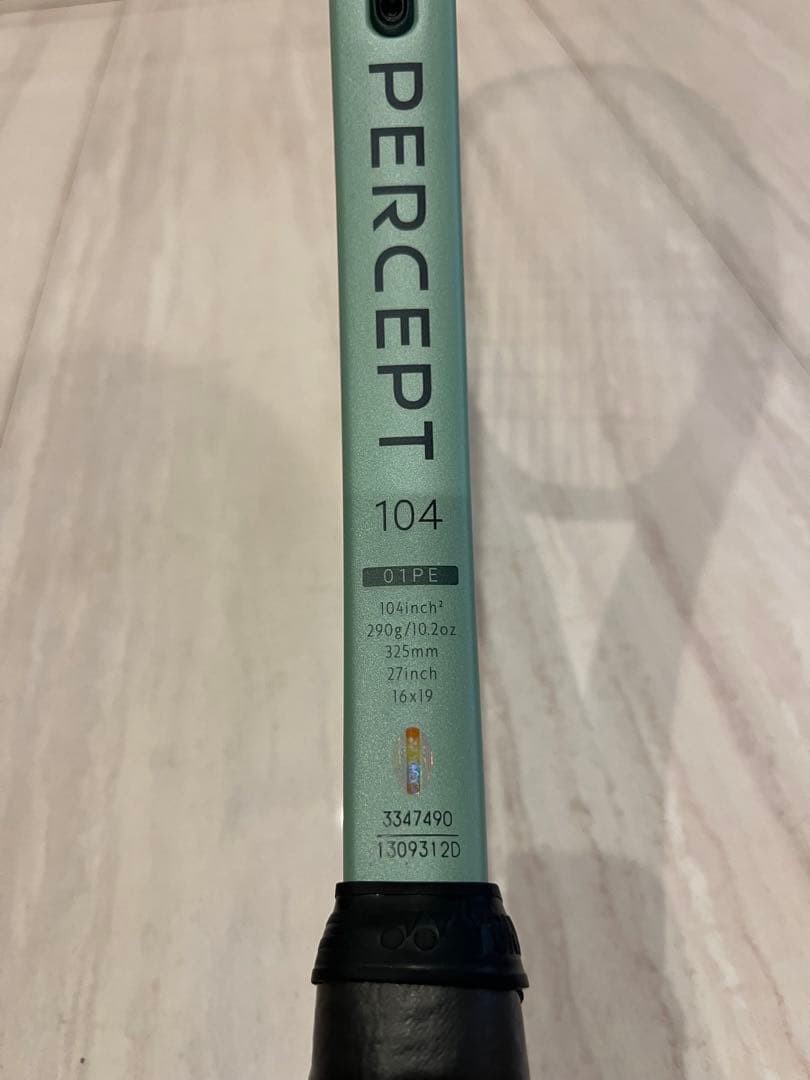 PERCEPT
104
01PE
104inch²
290g/10.2oz
325mm
27inch
16x19
3347490
1309312D